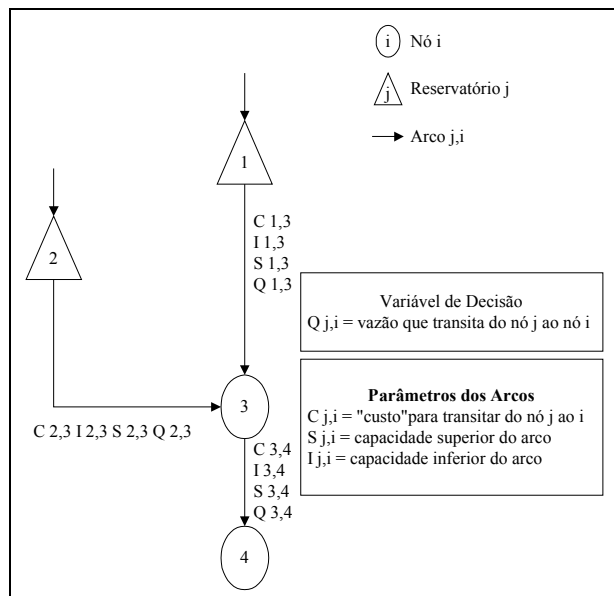 i
Nó i
j
Reservatório j
Arco j,i
1
2
C 1,3
I 1,3
S 1,3
Q 1,3
Variável de Decisão
Q j,i = vazão que transita do nó j ao nó i
Parâmetros dos Arcos
C j,i = "custo"para transitar do nó j ao i
S j,i = capacidade superior do arco
I j,i = capacidade inferior do arco
3
C 2,3 I 2,3 S 2,3 Q 2,3
C 3,4
I 3,4
S 3,4
Q 3,4
4